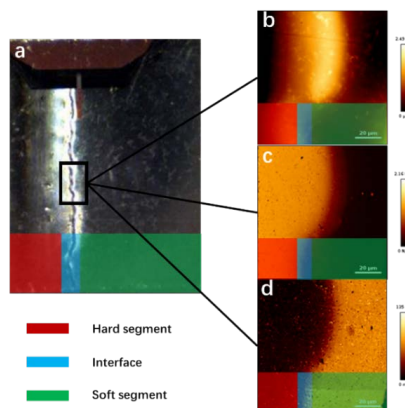 a
b
20 μm
c
20 μm
d
20 μm
Hard segment
Interface
Soft segment